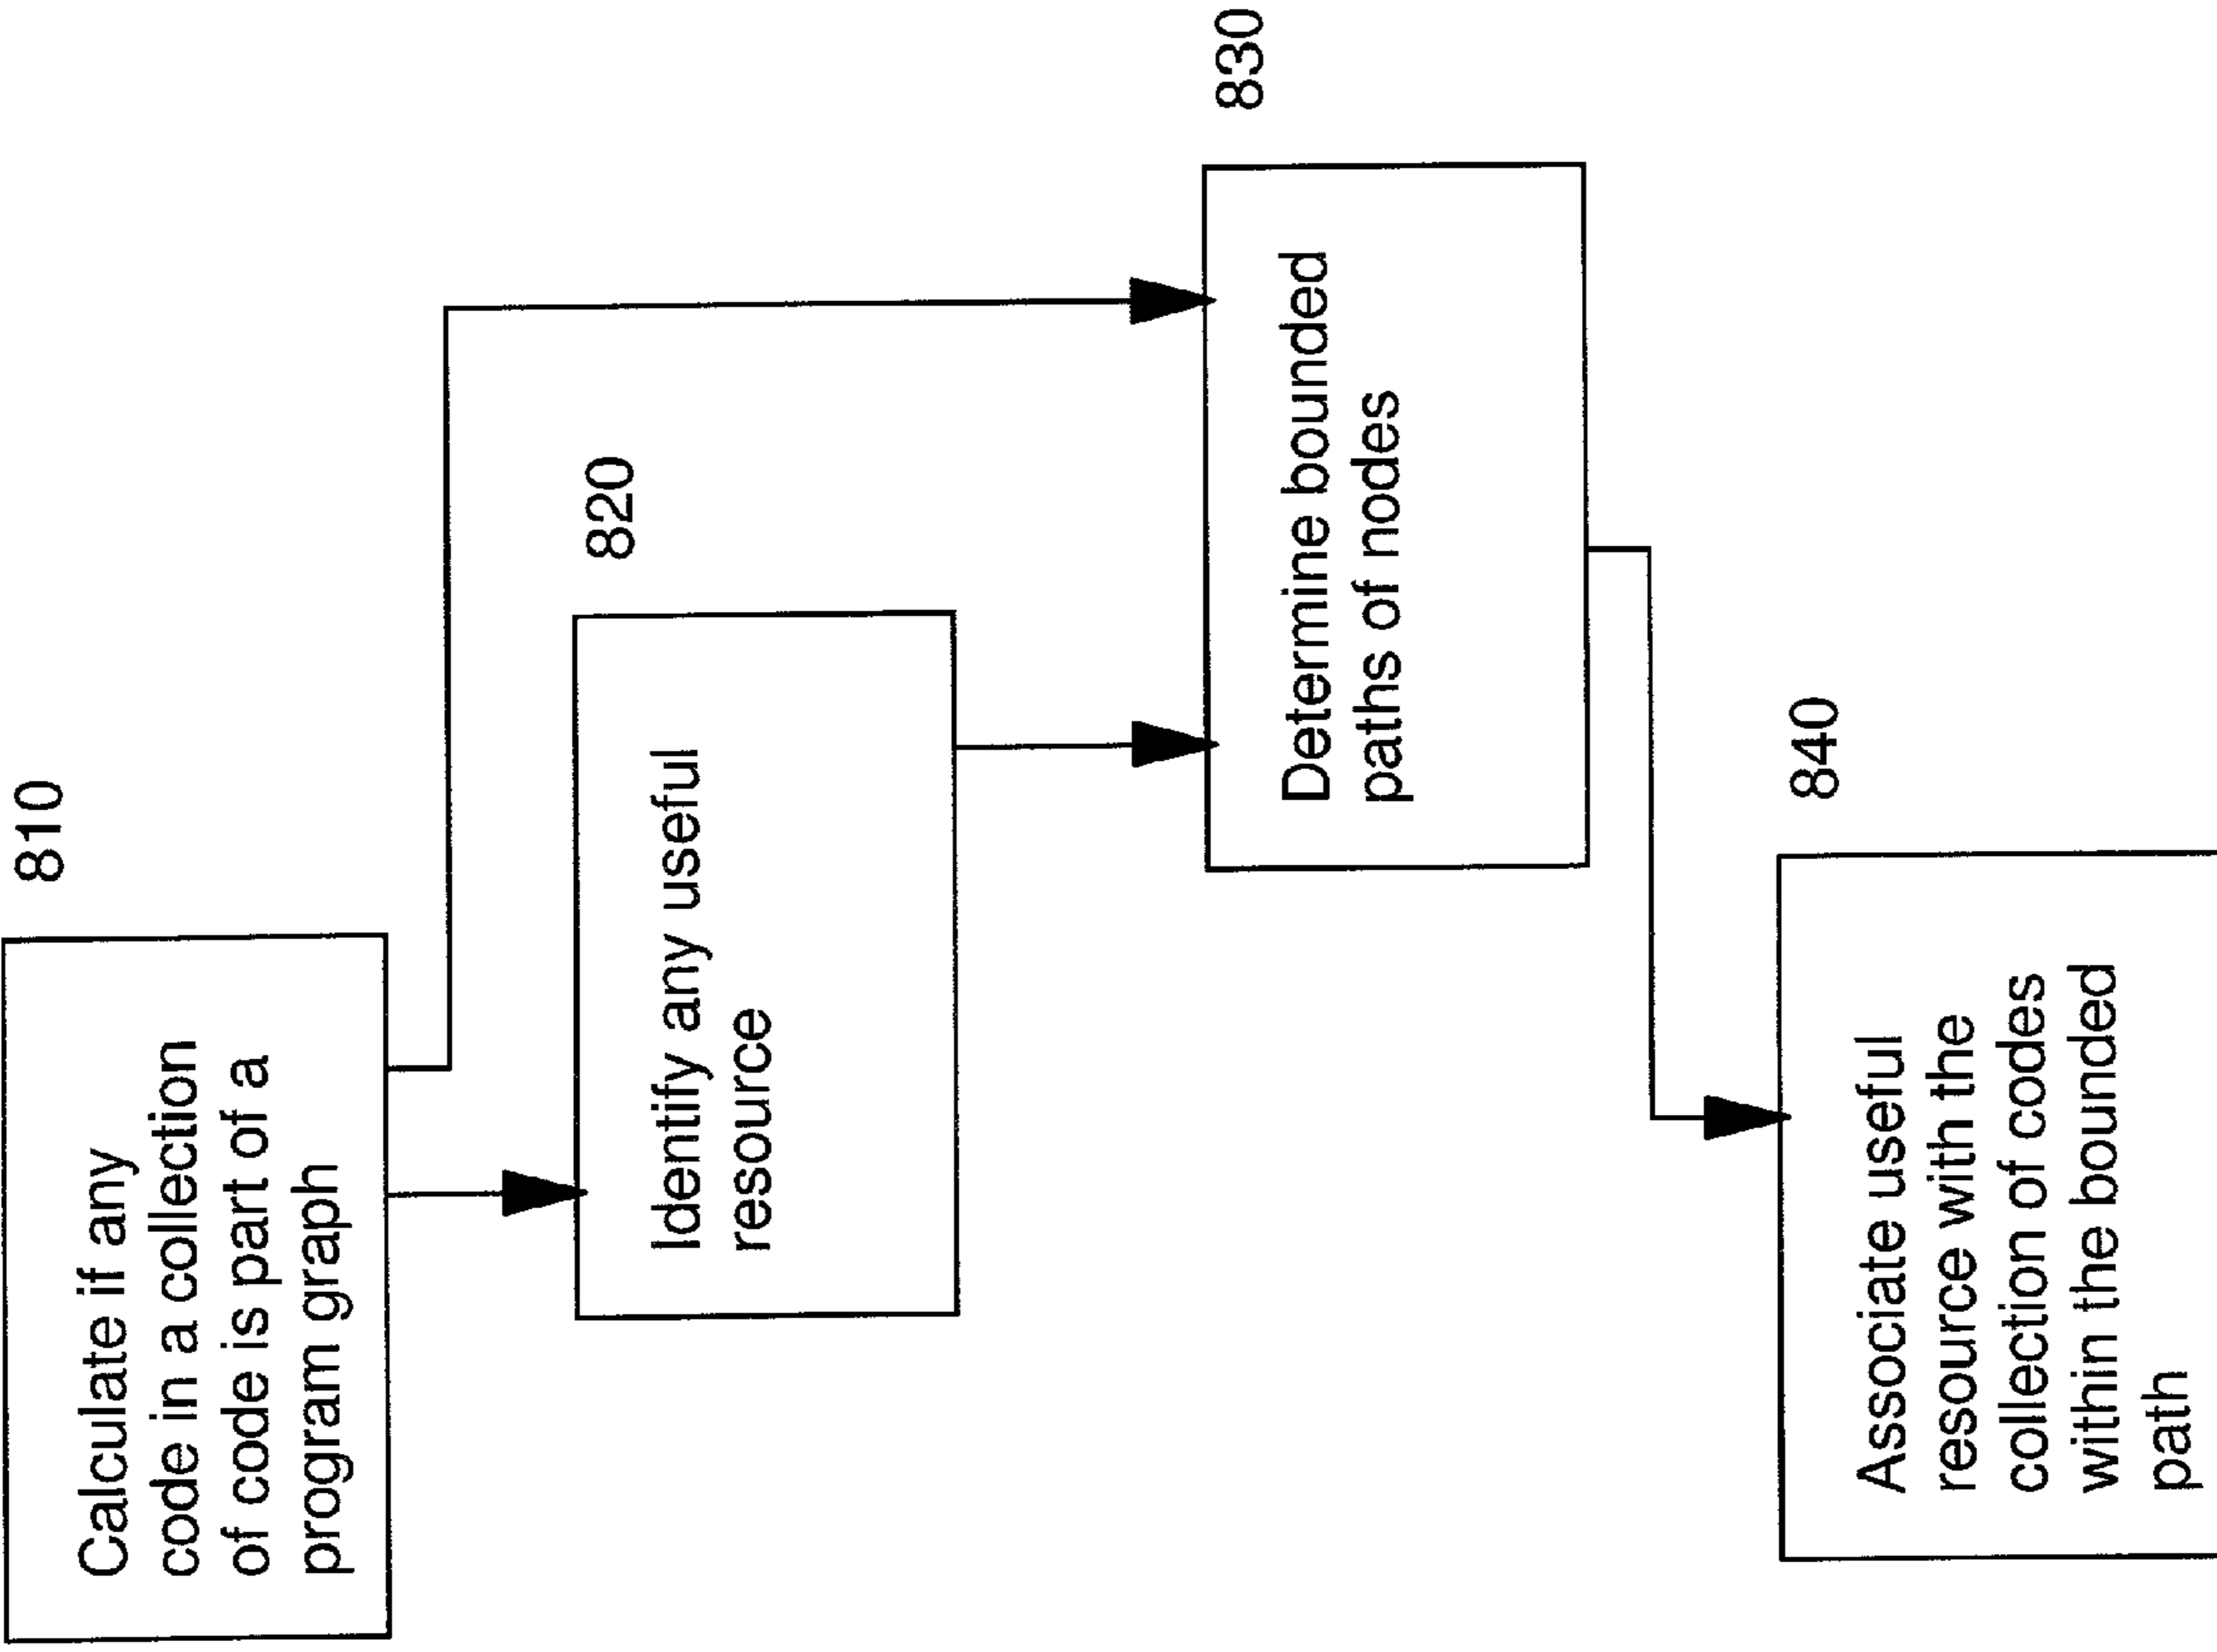 810
Calculate if any
code in a collection
of code is part of a
program graph
820
Identify any useful
resource
830
Determine bounded
paths of nodes
840
Associate useful
resource with the
collection of codes
within the bounded
path